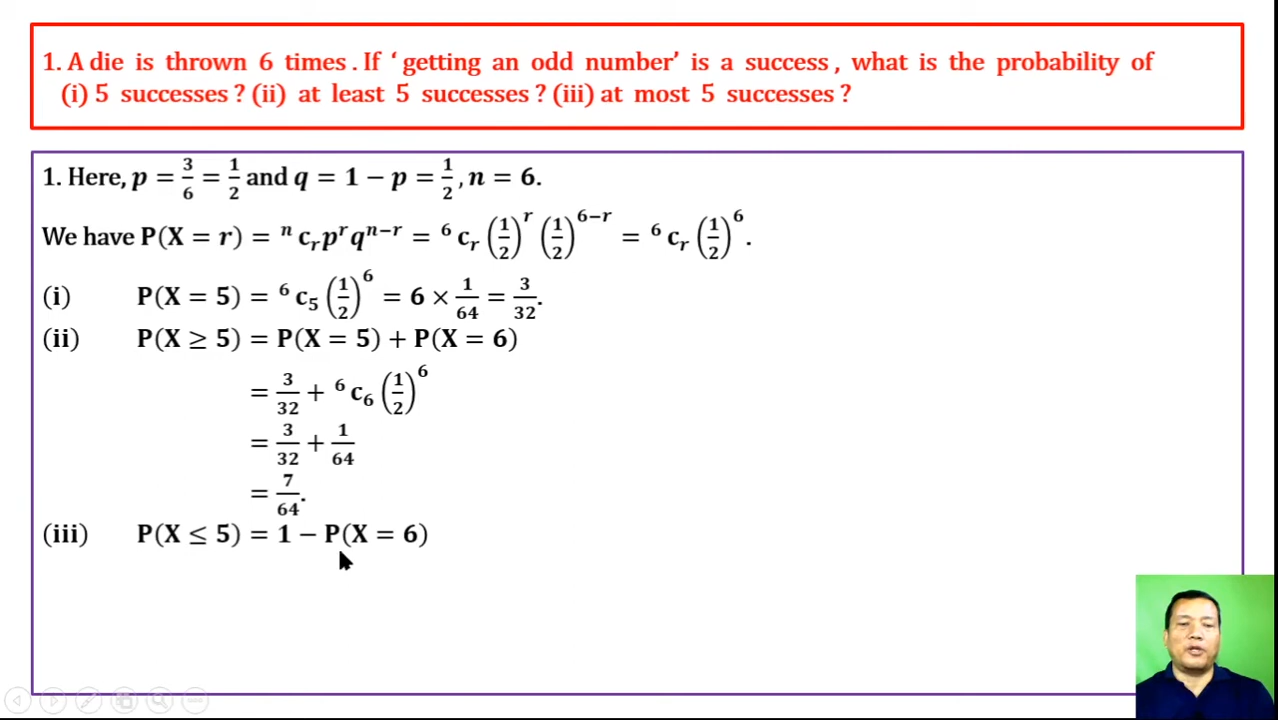 1. A die is thrown 6 times. If ‘getting an odd number’ is a success, what is the probability of
(i) 5 successes? (ii) at least 5 successes? (iii) at most 5 successes?
1. Here, p = 3/6 = 1/2 and q = 1 − p = 1/2, n = 6.
We have P(X = r) = ⁿcᵣpʳqⁿ⁻ʳ = ⁶cᵣ(1/2)ʳ(1/2)⁶⁻ʳ = ⁶cᵣ(1/2)⁶.
(i) P(X = 5) = ⁶c₅(1/2)⁶ = 6 × 1/64 = 3/32.
(ii) P(X ≥ 5) = P(X = 5) + P(X = 6)
= 3/32 + ⁶c₆(1/2)⁶
= 3/32 + 1/64
= 7/64.
(iii) P(X ≤ 5) = 1 − P(X = 6)